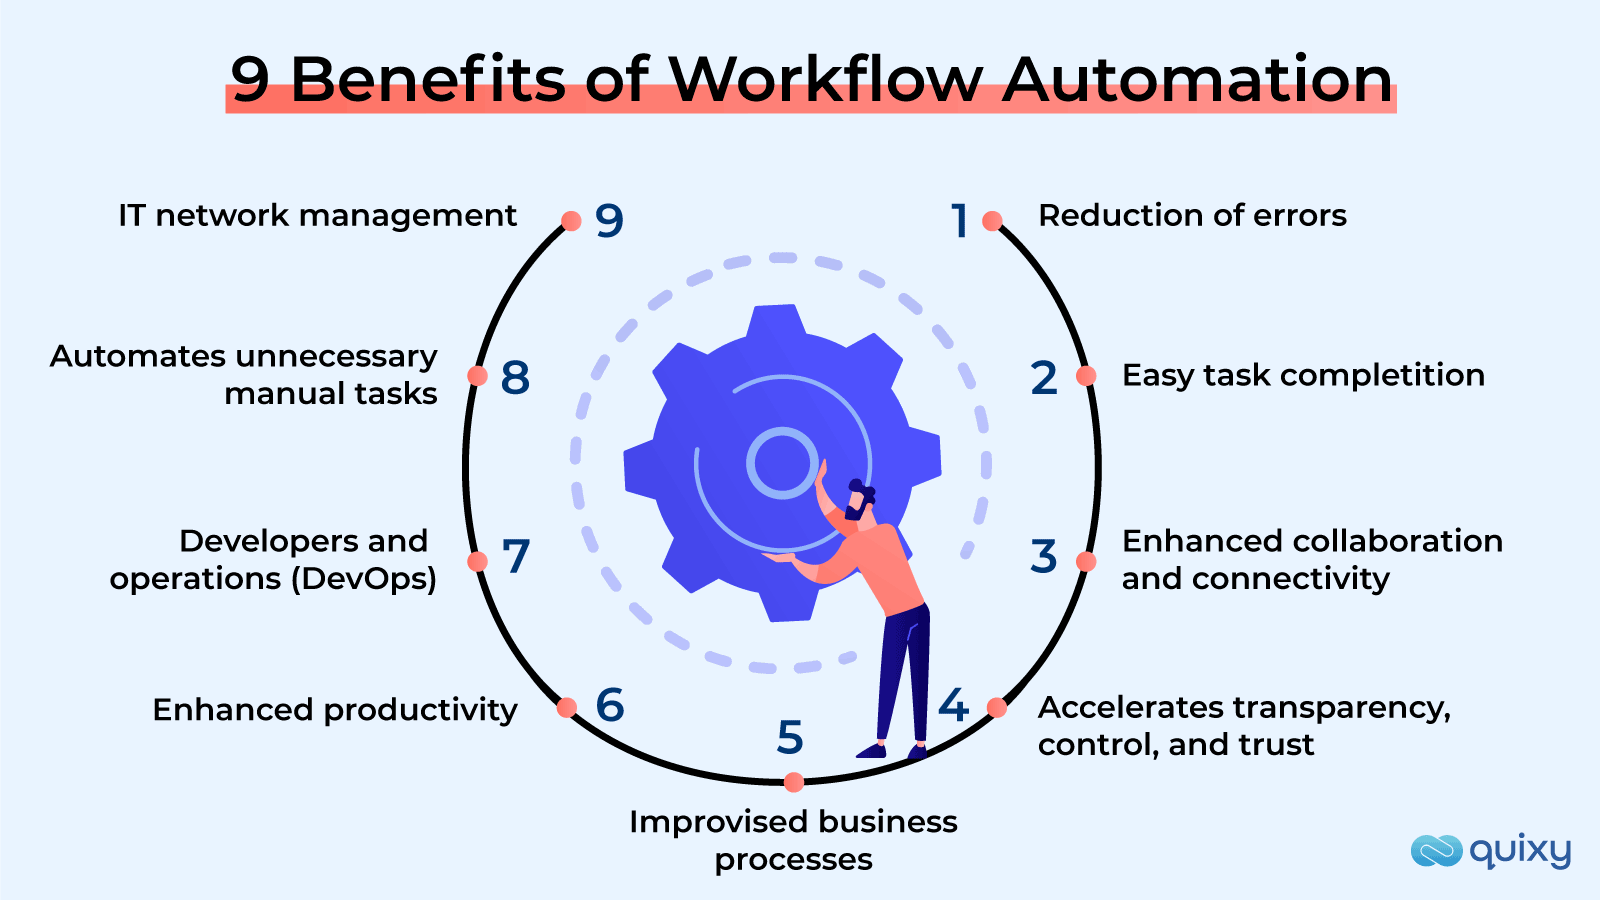 9 Benefits of Workflow Automation
1
Reduction of errors
2
Easy task completition
3
Enhanced collaboration
and connectivity
4
Accelerates transparency,
control, and trust
5
Improvised business
processes
6
Enhanced productivity
7
Developers and
operations (DevOps)
8
Automates unnecessary
manual tasks
9
IT network management
quixy